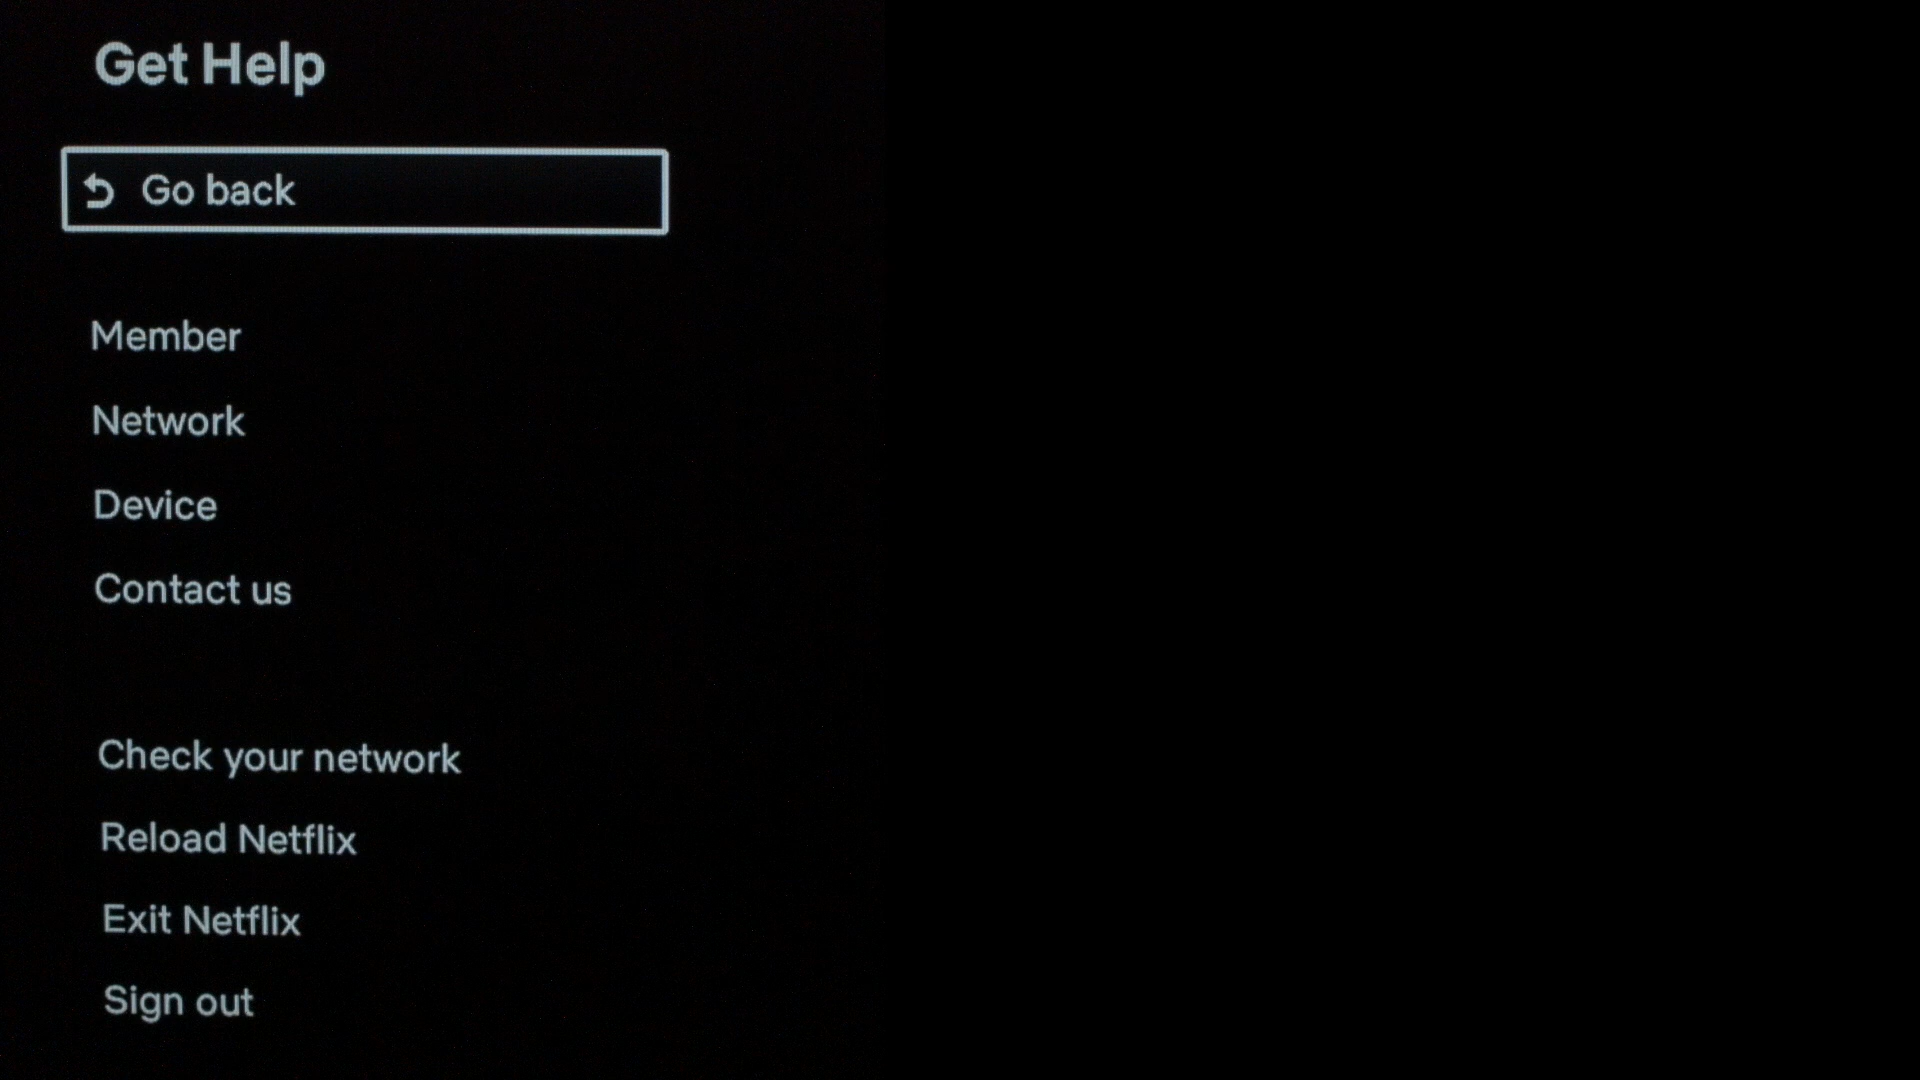 Get Help
Go back
Member
Network
Device
Contact us
Check your network
Reload Netflix
Exit Netflix
Sign out